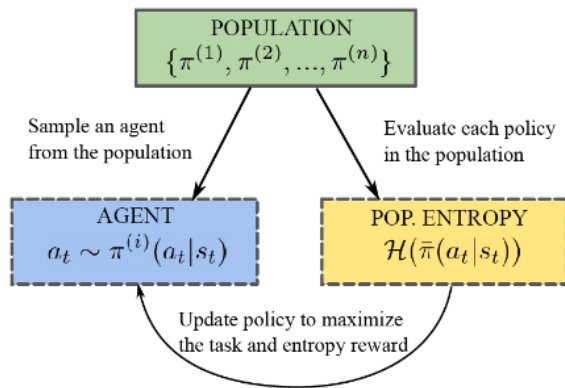 POPULATION
{π^(1), π^(2), ..., π^(n)}
Sample an agent
from the population
Evaluate each policy
in the population
AGENT
a_t ∼ π^(i)(a_t|s_t)
POP. ENTROPY
ℋ(π̄(a_t|s_t))
Update policy to maximize
the task and entropy reward